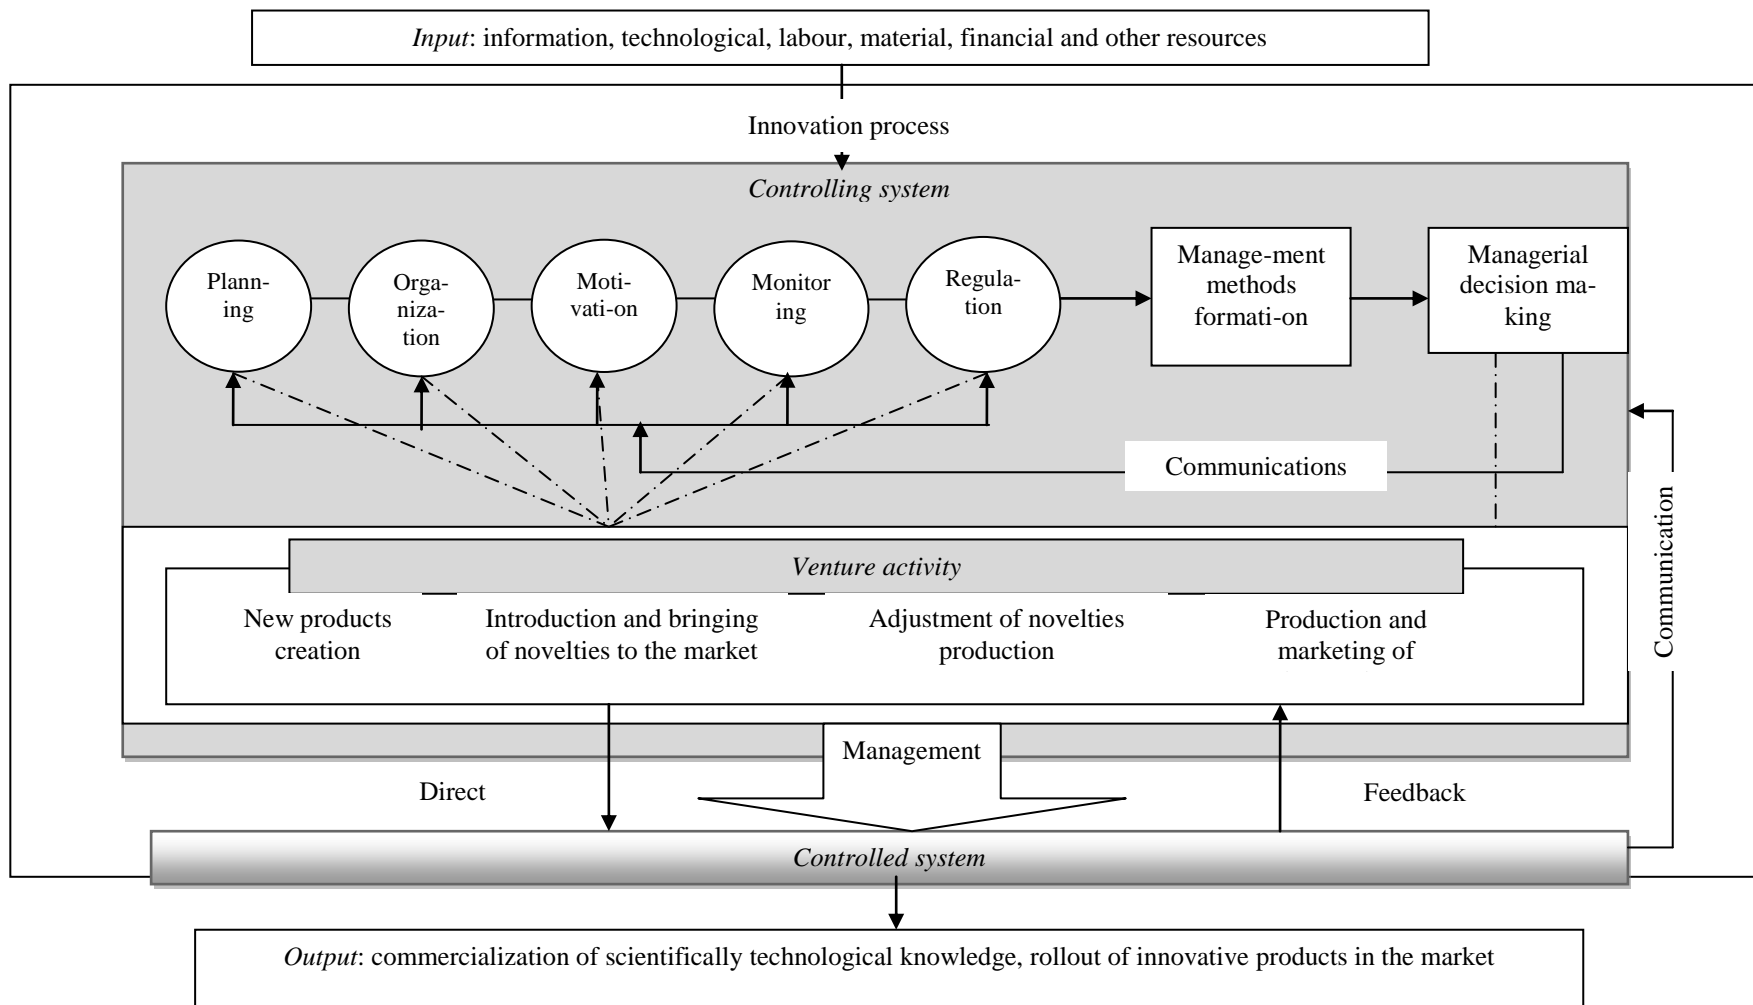 Input: information, technological, labour, material, financial and other resources
Innovation process
Controlling system
Plann-
ing
Orga-
niza-
tion
Moti-
vati-on
Monitor
ing
Regula-
tion
Manage-ment
methods
formati-on
Managerial
decision ma-
king
Communications
Communication
Venture activity
New products
creation
Introduction and bringing
of novelties to the market
Adjustment of novelties
production
Production and
marketing of
Management
Direct
Feedback
Controlled system
Output: commercialization of scientifically technological knowledge, rollout of innovative products in the market